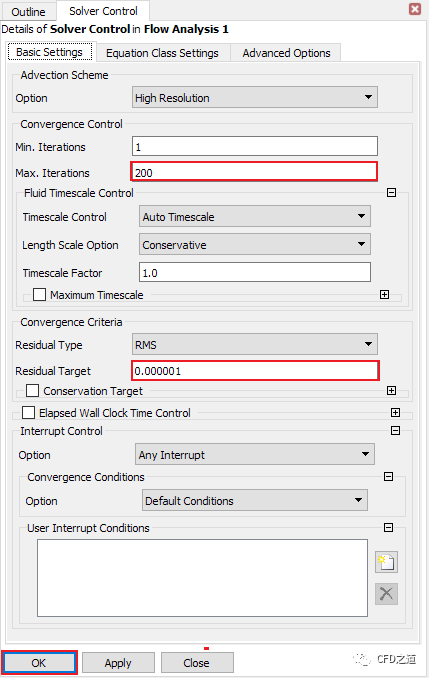 Outline Solver Control
Details of Solver Control in Flow Analysis 1
Basic Settings Equation Class Settings Advanced Options
Advection Scheme
Option High Resolution
Convergence Control
Min. Iterations 1
Max. Iterations 200
Fluid Timescale Control
Timescale Control Auto Timescale
Length Scale Option Conservative
Timescale Factor 1.0
Maximum Timescale
Convergence Criteria
Residual Type RMS
Residual Target 0.000001
Conservation Target
Elapsed Wall Clock Time Control
Interrupt Control
Option Any Interrupt
Convergence Conditions
Option Default Conditions
User Interrupt Conditions
OK Apply Close
CFD之道